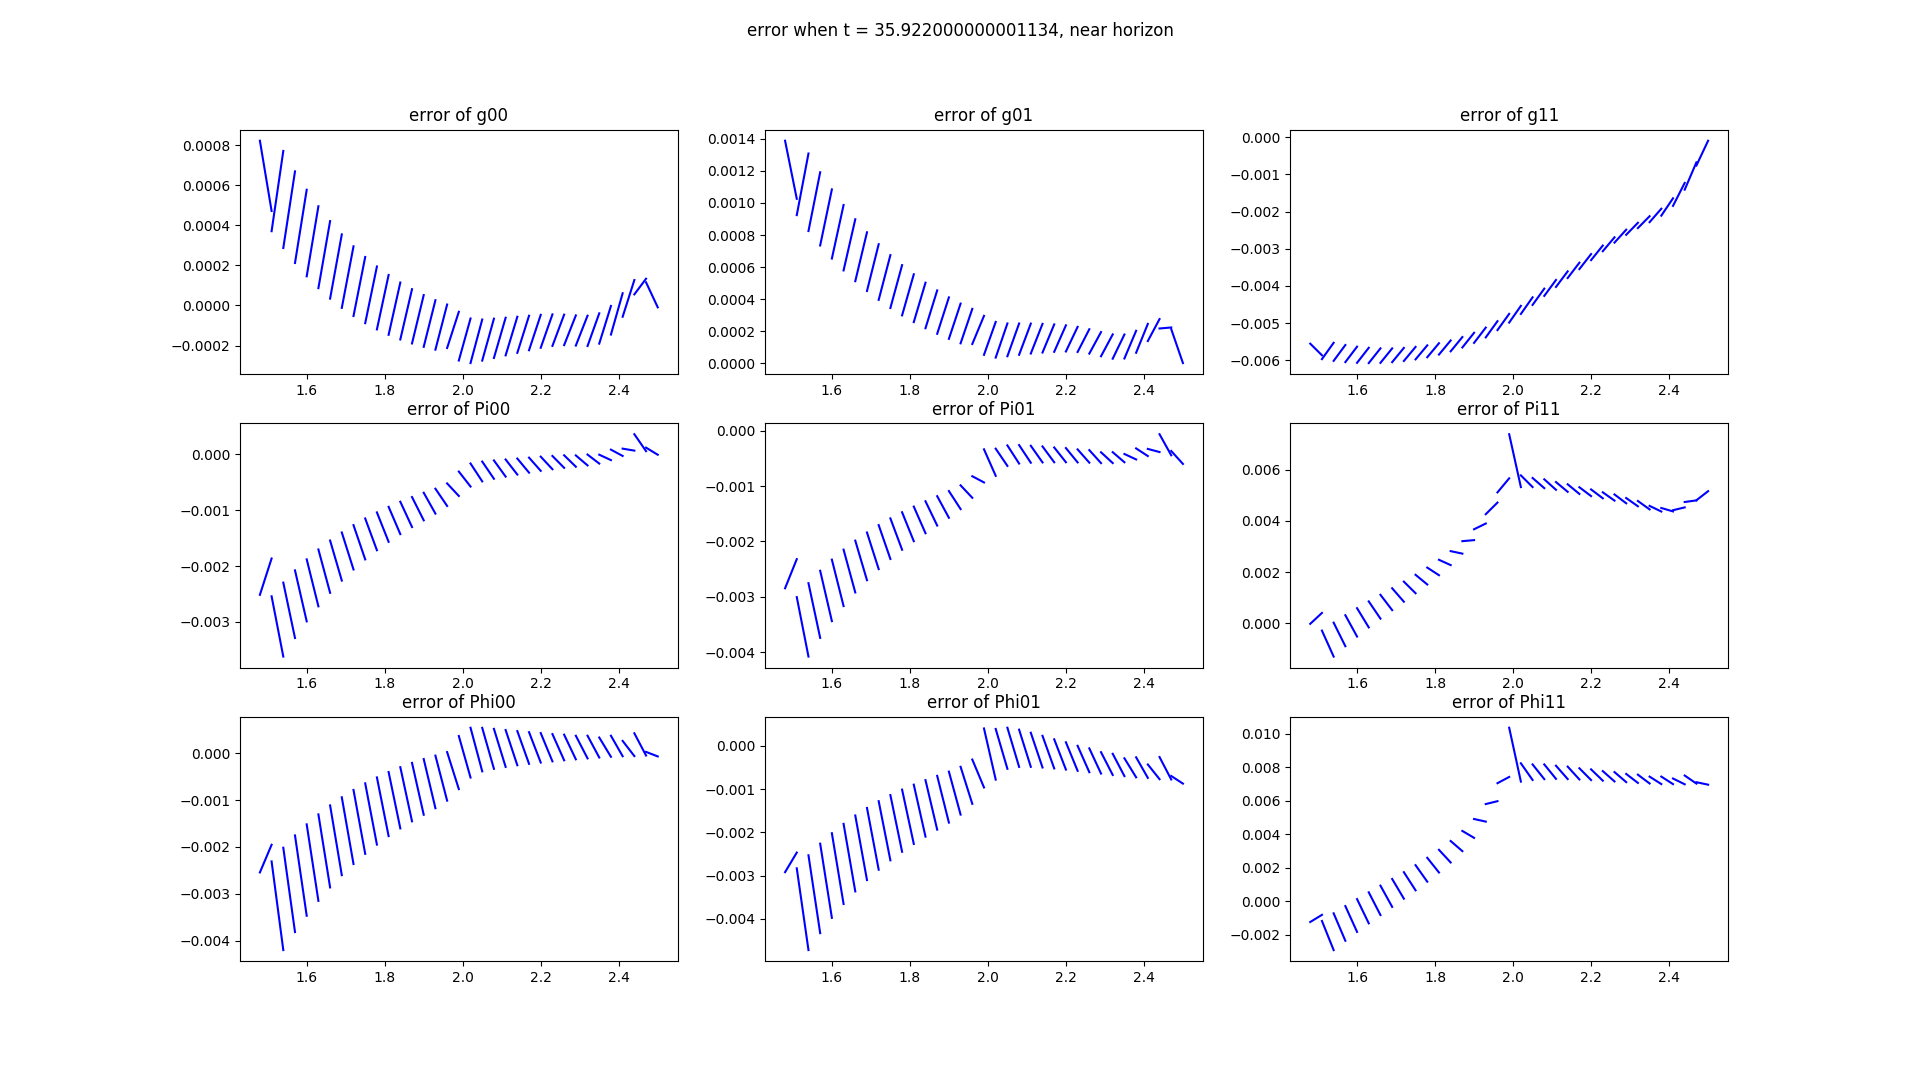 error when t = 35.922000000001134, near horizon
error of g00
error of g01
error of g11
0.0008
0.0006
0.0004
0.0002
0.0000
−0.0002
0.0014
0.0012
0.0010
0.0008
0.0006
0.0004
0.0002
0.0000
0.000
−0.001
−0.002
−0.003
−0.004
−0.005
−0.006
1.6 1.8 2.0 2.2 2.4
1.6 1.8 2.0 2.2 2.4
1.6 1.8 2.0 2.2 2.4
error of Pi00
error of Pi01
error of Pi11
0.000
−0.001
−0.002
−0.003
0.000
−0.001
−0.002
−0.003
−0.004
0.006
0.004
0.002
0.000
1.6 1.8 2.0 2.2 2.4
1.6 1.8 2.0 2.2 2.4
1.6 1.8 2.0 2.2 2.4
error of Phi00
error of Phi01
error of Phi11
0.000
−0.001
−0.002
−0.003
−0.004
0.000
−0.001
−0.002
−0.003
−0.004
0.010
0.008
0.006
0.004
0.002
0.000
−0.002
1.6 1.8 2.0 2.2 2.4
1.6 1.8 2.0 2.2 2.4
1.6 1.8 2.0 2.2 2.4